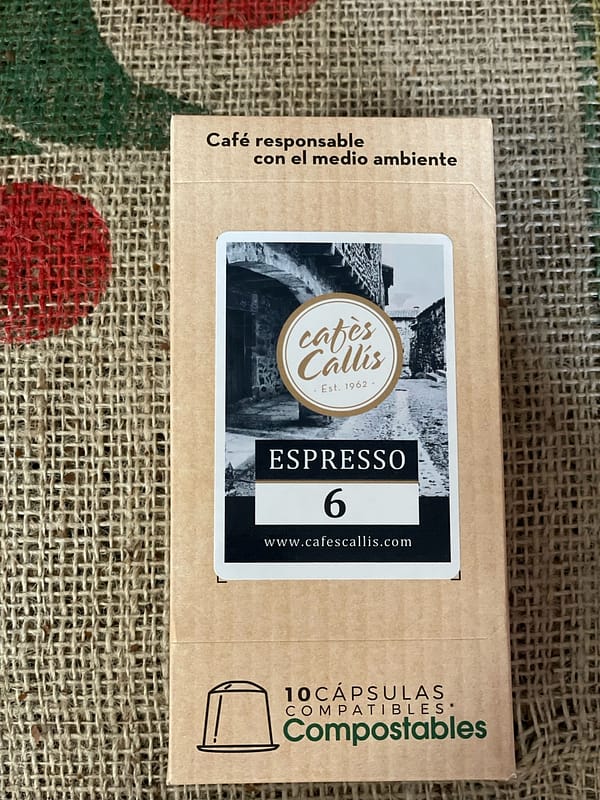 Café responsable
con el medio ambiente
cafès
Callís
· Est. 1962 ·
ESPRESSO
6
www.cafescallis.com
10 CÁPSULAS
COMPATIBLES*
Compostables